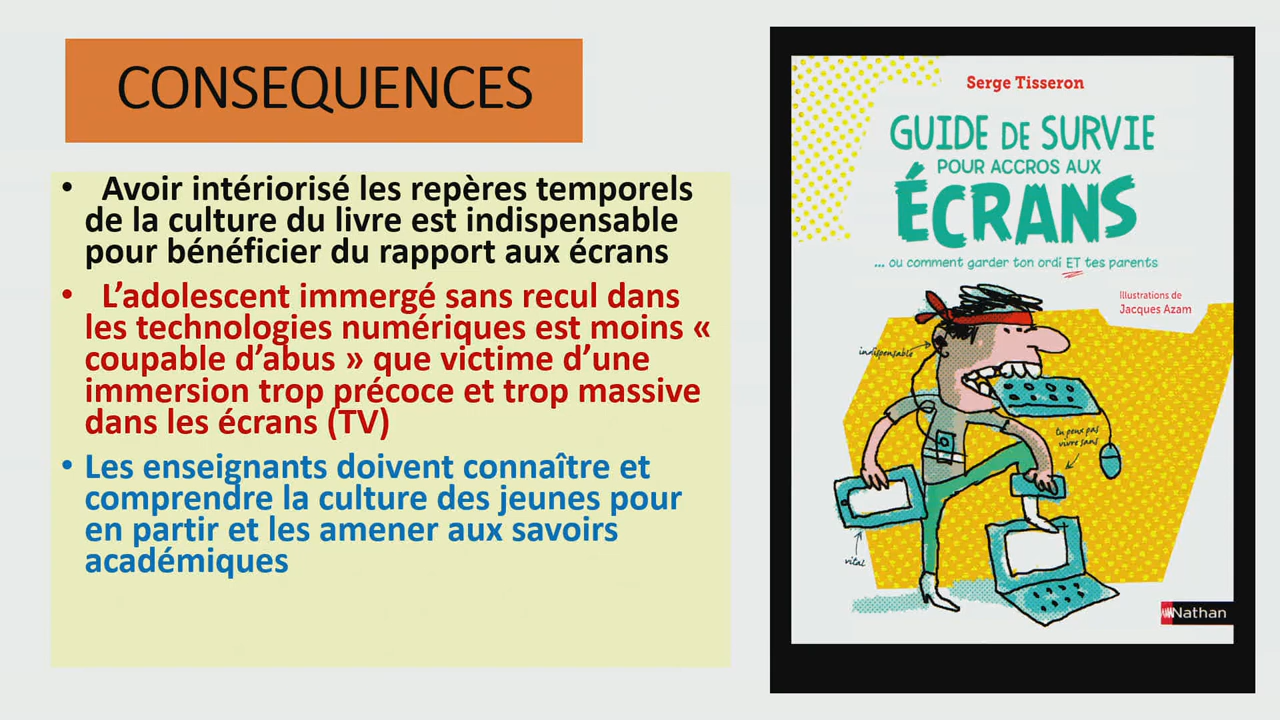 CONSEQUENCES
• Avoir intériorisé les repères temporels
de la culture du livre est indispensable
pour bénéficier du rapport aux écrans
• L’adolescent immergé sans recul dans
les technologies numériques est moins «
coupable d’abus » que victime d’une
immersion trop précoce et trop massive
dans les écrans (TV)
• Les enseignants doivent connaître et
comprendre la culture des jeunes pour
en partir et les amener aux savoirs
académiques
Serge Tisseron
GUIDE DE SURVIE
POUR ACCROS AUX
ÉCRANS
... ou comment garder ton ordi ET tes parents
Illustrations de
Jacques Azam
indispensable
tu peux pas
vivre sans
vital
Nathan